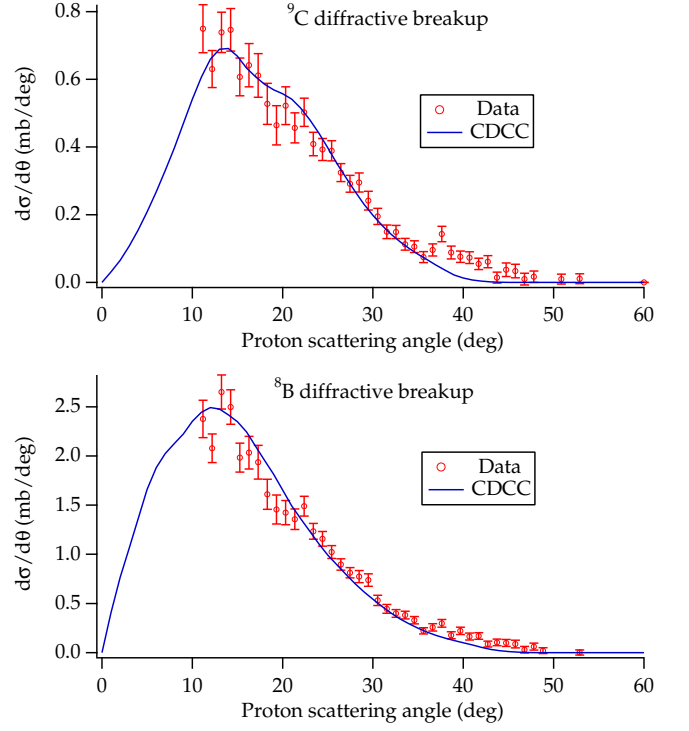 ⁹C diffractive breakup
0.8
0.6
0.4
0.2
0.0
dσ/dθ (mb/deg)
Data
CDCC
0 10 20 30 40 50 60
Proton scattering angle (deg)
⁸B diffractive breakup
2.5
2.0
1.5
1.0
0.5
0.0
dσ/dθ (mb/deg)
Data
CDCC
0 10 20 30 40 50 60
Proton scattering angle (deg)